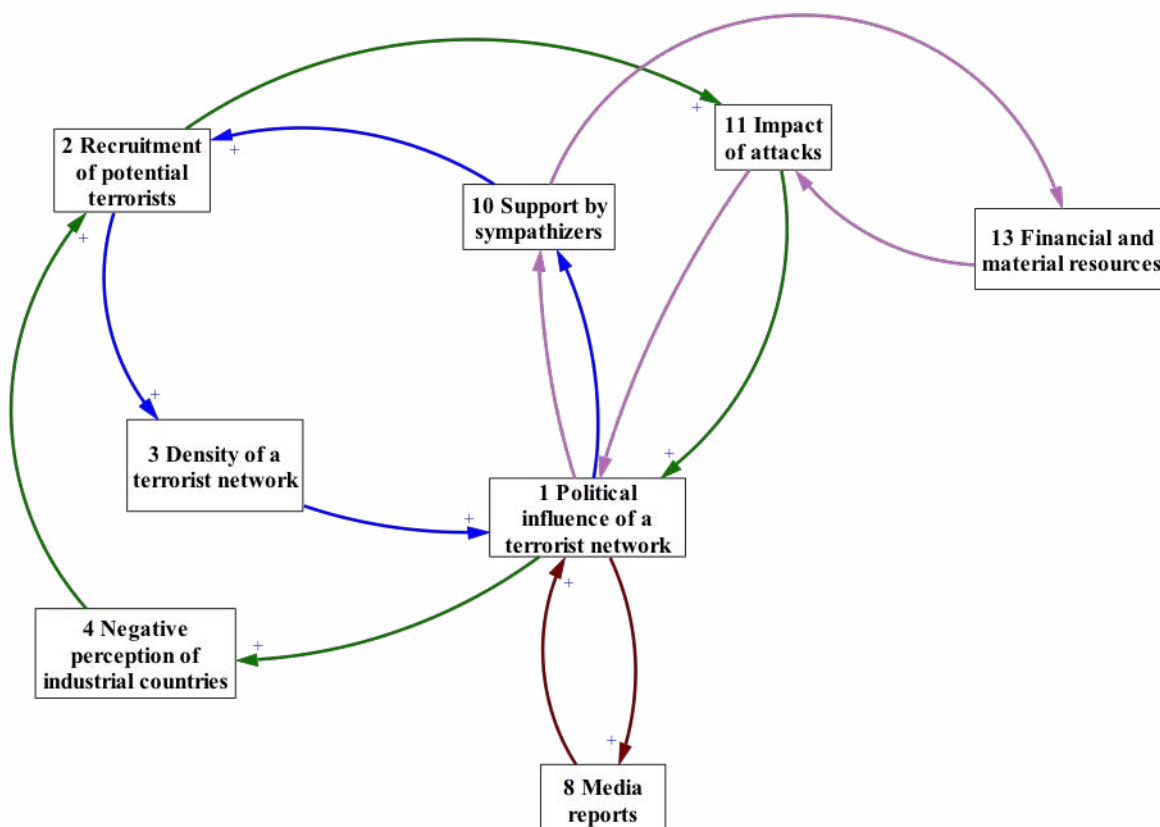 11 Impact
of attacks
2 Recruitment
of potential
terrorists
10 Support by
sympathizers
13 Financial and
material resources
3 Density of a
terrorist network
1 Political
influence of a
terrorist network
4 Negative
perception of
industrial countries
8 Media
reports
+
+
+
+
+
+
+
+
+